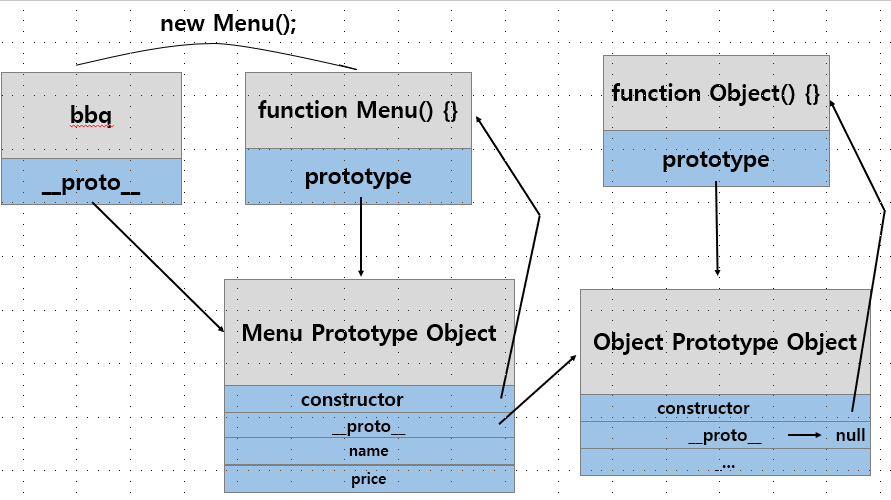 new Menu();
bbq
__proto__
function Menu() {}
prototype
function Object() {}
prototype
Menu Prototype Object
constructor
__proto__
name
price
Object Prototype Object
constructor
__proto__ null
...